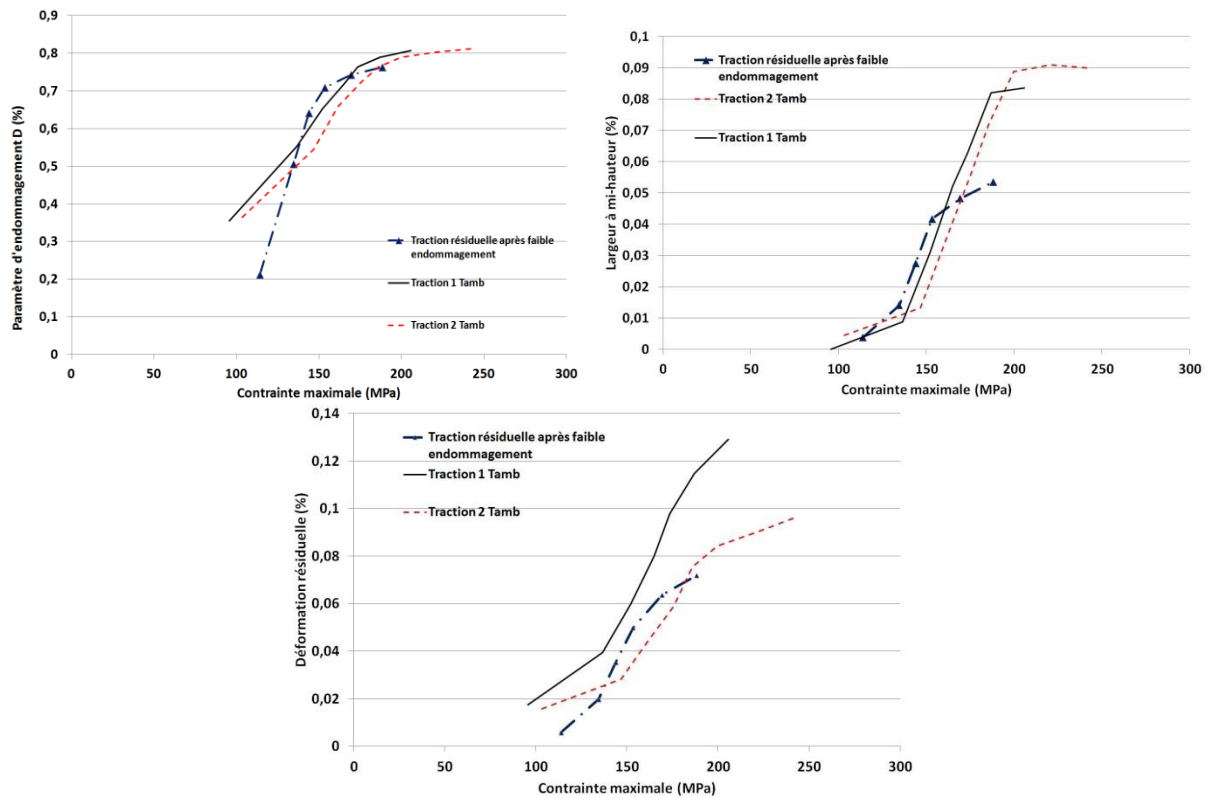 Paramètre d'endommagement D (%)
0,9
0,8
0,7
0,6
0,5
0,4
0,3
0,2
0,1
0
0 50 100 150 200 250 300
Contrainte maximale (MPa)
Traction résiduelle après faible
endommagement
Traction 1 Tamb
Traction 2 Tamb
Largeur à mi-hauteur (%)
0,1
0,09
0,08
0,07
0,06
0,05
0,04
0,03
0,02
0,01
0
0 50 100 150 200 250 300
Contrainte maximale (MPa)
Traction résiduelle après faible
endommagement
Traction 2 Tamb
Traction 1 Tamb
Déformation résiduelle (%)
0,14
0,12
0,1
0,08
0,06
0,04
0,02
0
0 50 100 150 200 250 300
Contrainte maximale (MPa)
Traction résiduelle après faible
endommagement
Traction 1 Tamb
Traction 2 Tamb